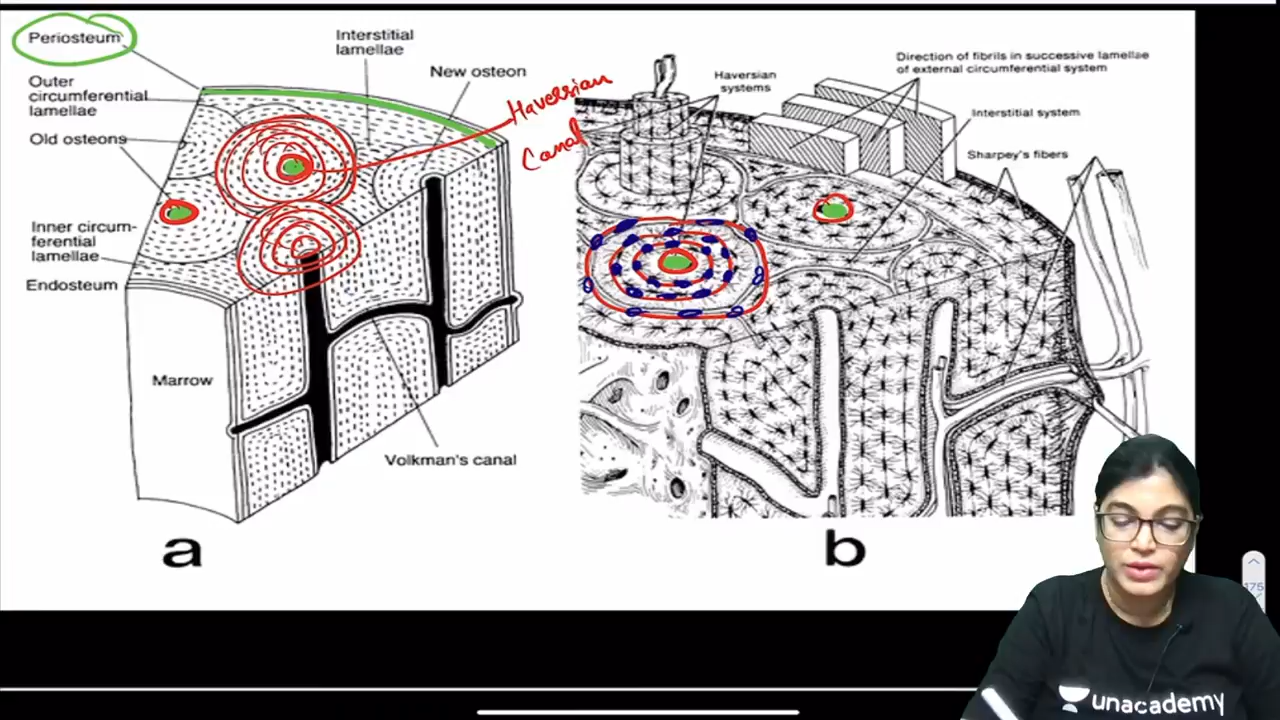 Periosteum
Outer
circumferential
lamellae
Old osteons
Inner circum-
ferential
lamellae
Endosteum
Marrow
Interstitial
lamellae
New osteon
Haversian
Canal
Volkman's canal
a
Haversian
systems
Direction of fibrils in successive lamellae
of external circumferential system
Interstitial system
Sharpey's fibers
b
175
unacademy